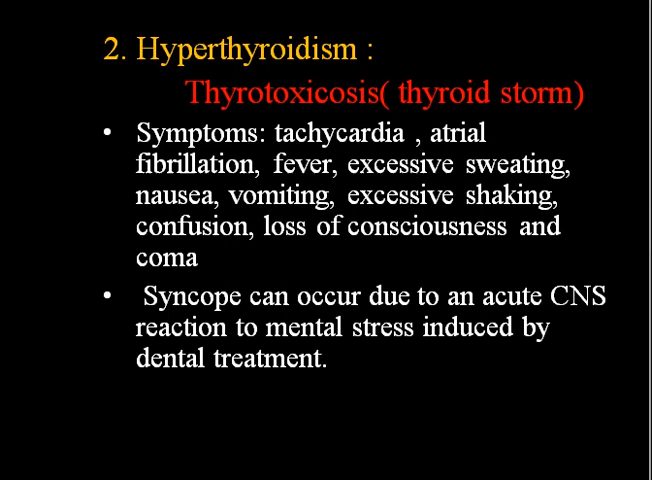 2. Hyperthyroidism :
Thyrotoxicosis( thyroid storm)
• Symptoms: tachycardia , atrial
fibrillation, fever, excessive sweating,
nausea, vomiting, excessive shaking,
confusion, loss of consciousness and
coma
• Syncope can occur due to an acute CNS
reaction to mental stress induced by
dental treatment.